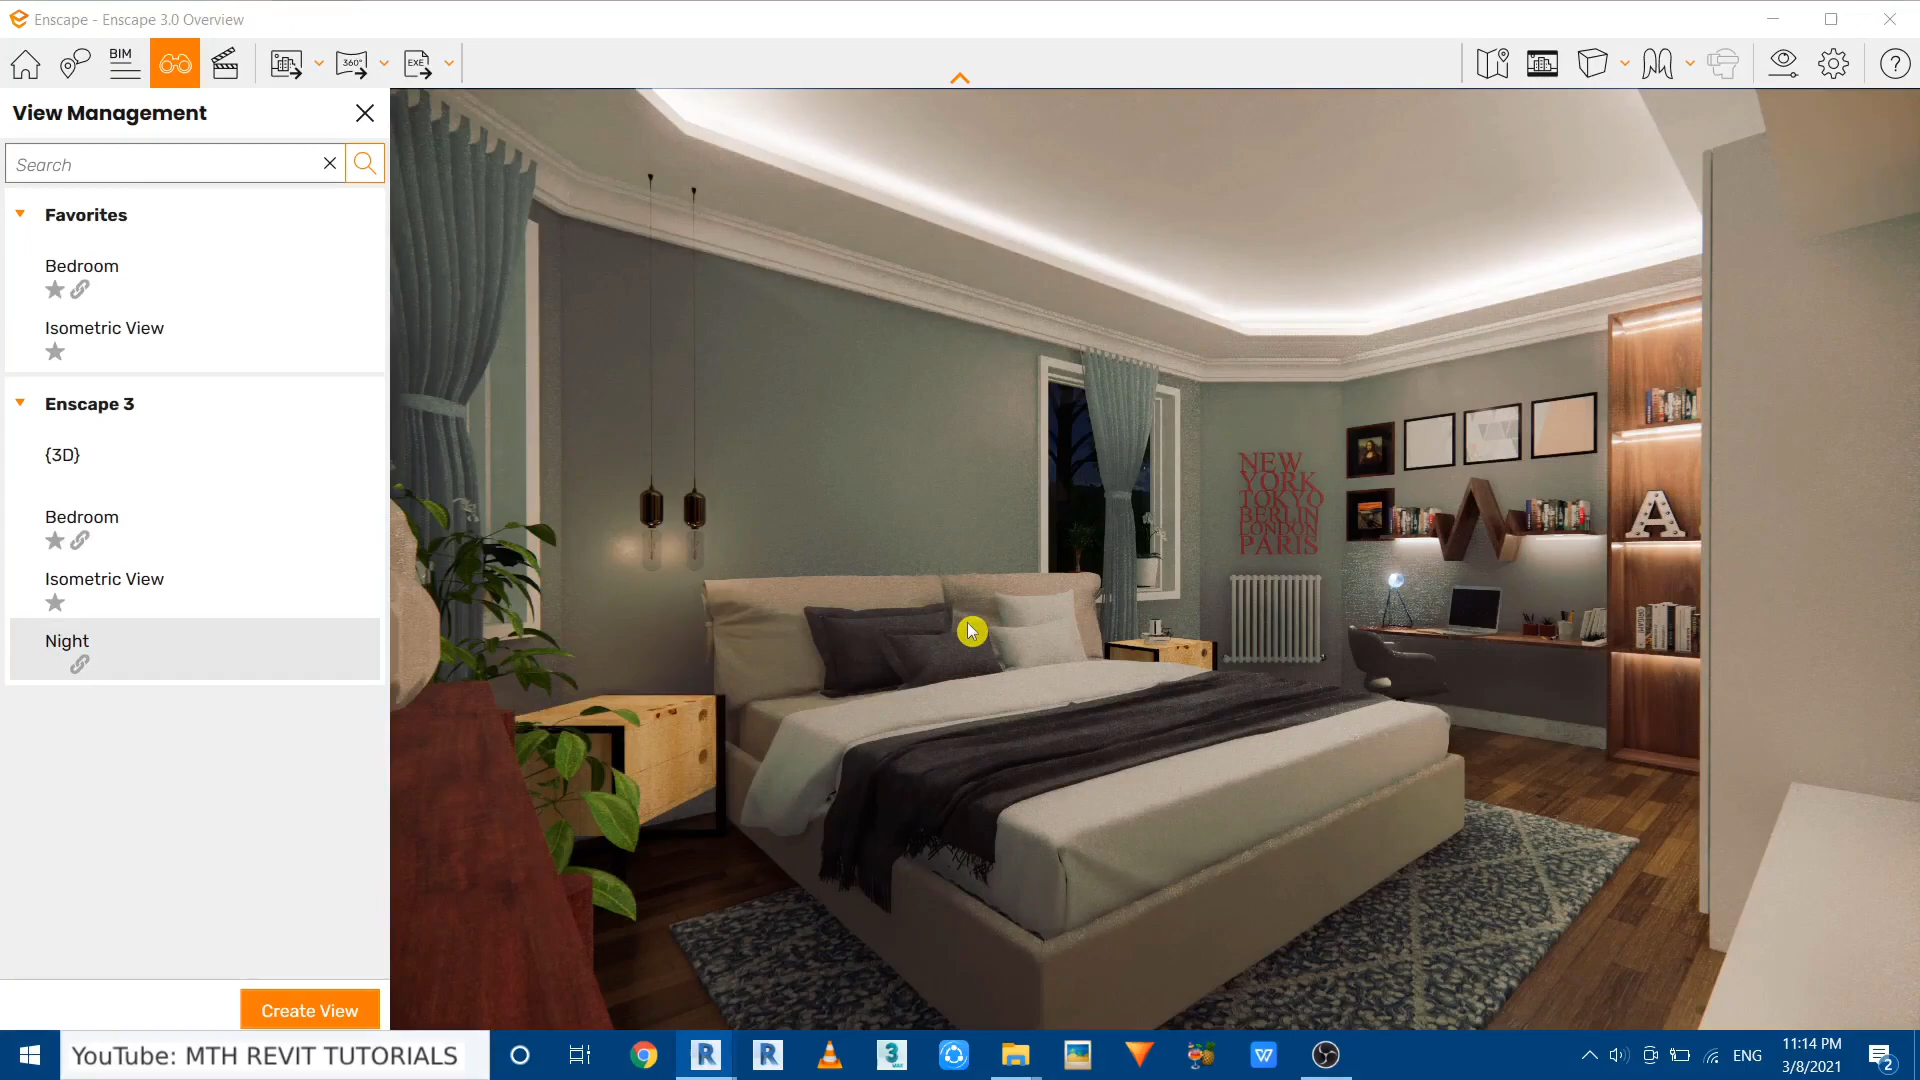 Enscape - Enscape 3.0 Overview
BIM
360°
EXE
View Management
Search
Favorites
Bedroom
Isometric View
Enscape 3
{3D}
Bedroom
Isometric View
Night
Create View
NEW
YORK
TOKYO
BERLIN
LONDON
PARIS
A
YouTube: MTH REVIT TUTORIALS
R
R
3
MAX
W
ENG
11:14 PM
3/8/2021
2